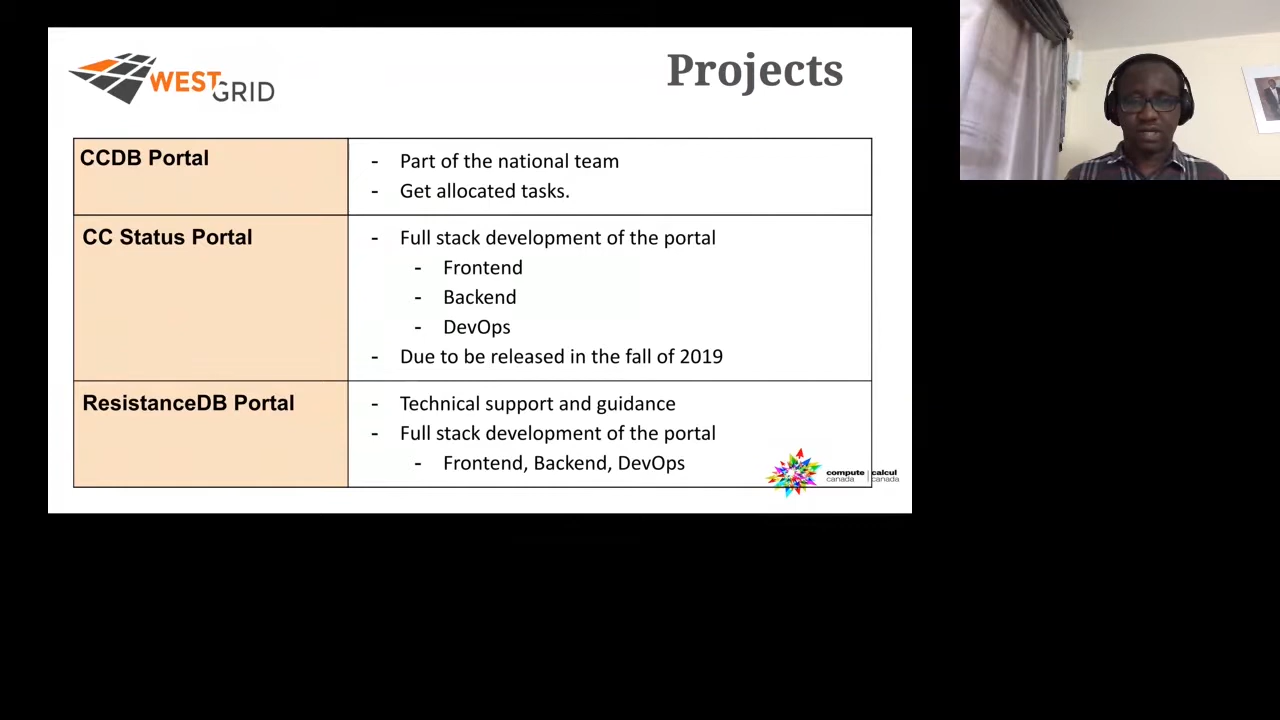 WESTGRID
Projects
CCDB Portal
- Part of the national team
- Get allocated tasks.
CC Status Portal
- Full stack development of the portal
- Frontend
- Backend
- DevOps
- Due to be released in the fall of 2019
ResistanceDB Portal
- Technical support and guidance
- Full stack development of the portal
- Frontend, Backend, DevOps
compute | calcul
canada | canada